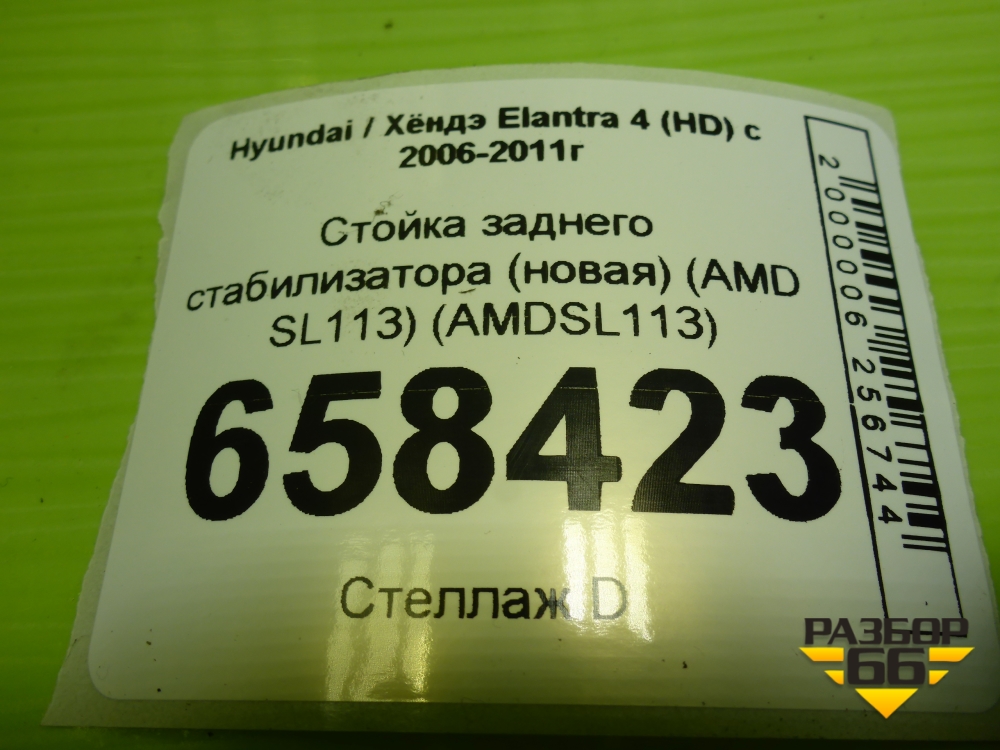 Hyundai / Хёндэ Elantra 4 (HD) с
2006-2011г
Стойка заднего
стабилизатора (новая) (AMD
SL113) (AMDSL113)
658423
Стеллаж D
2000006256744
РАЗБОР
66